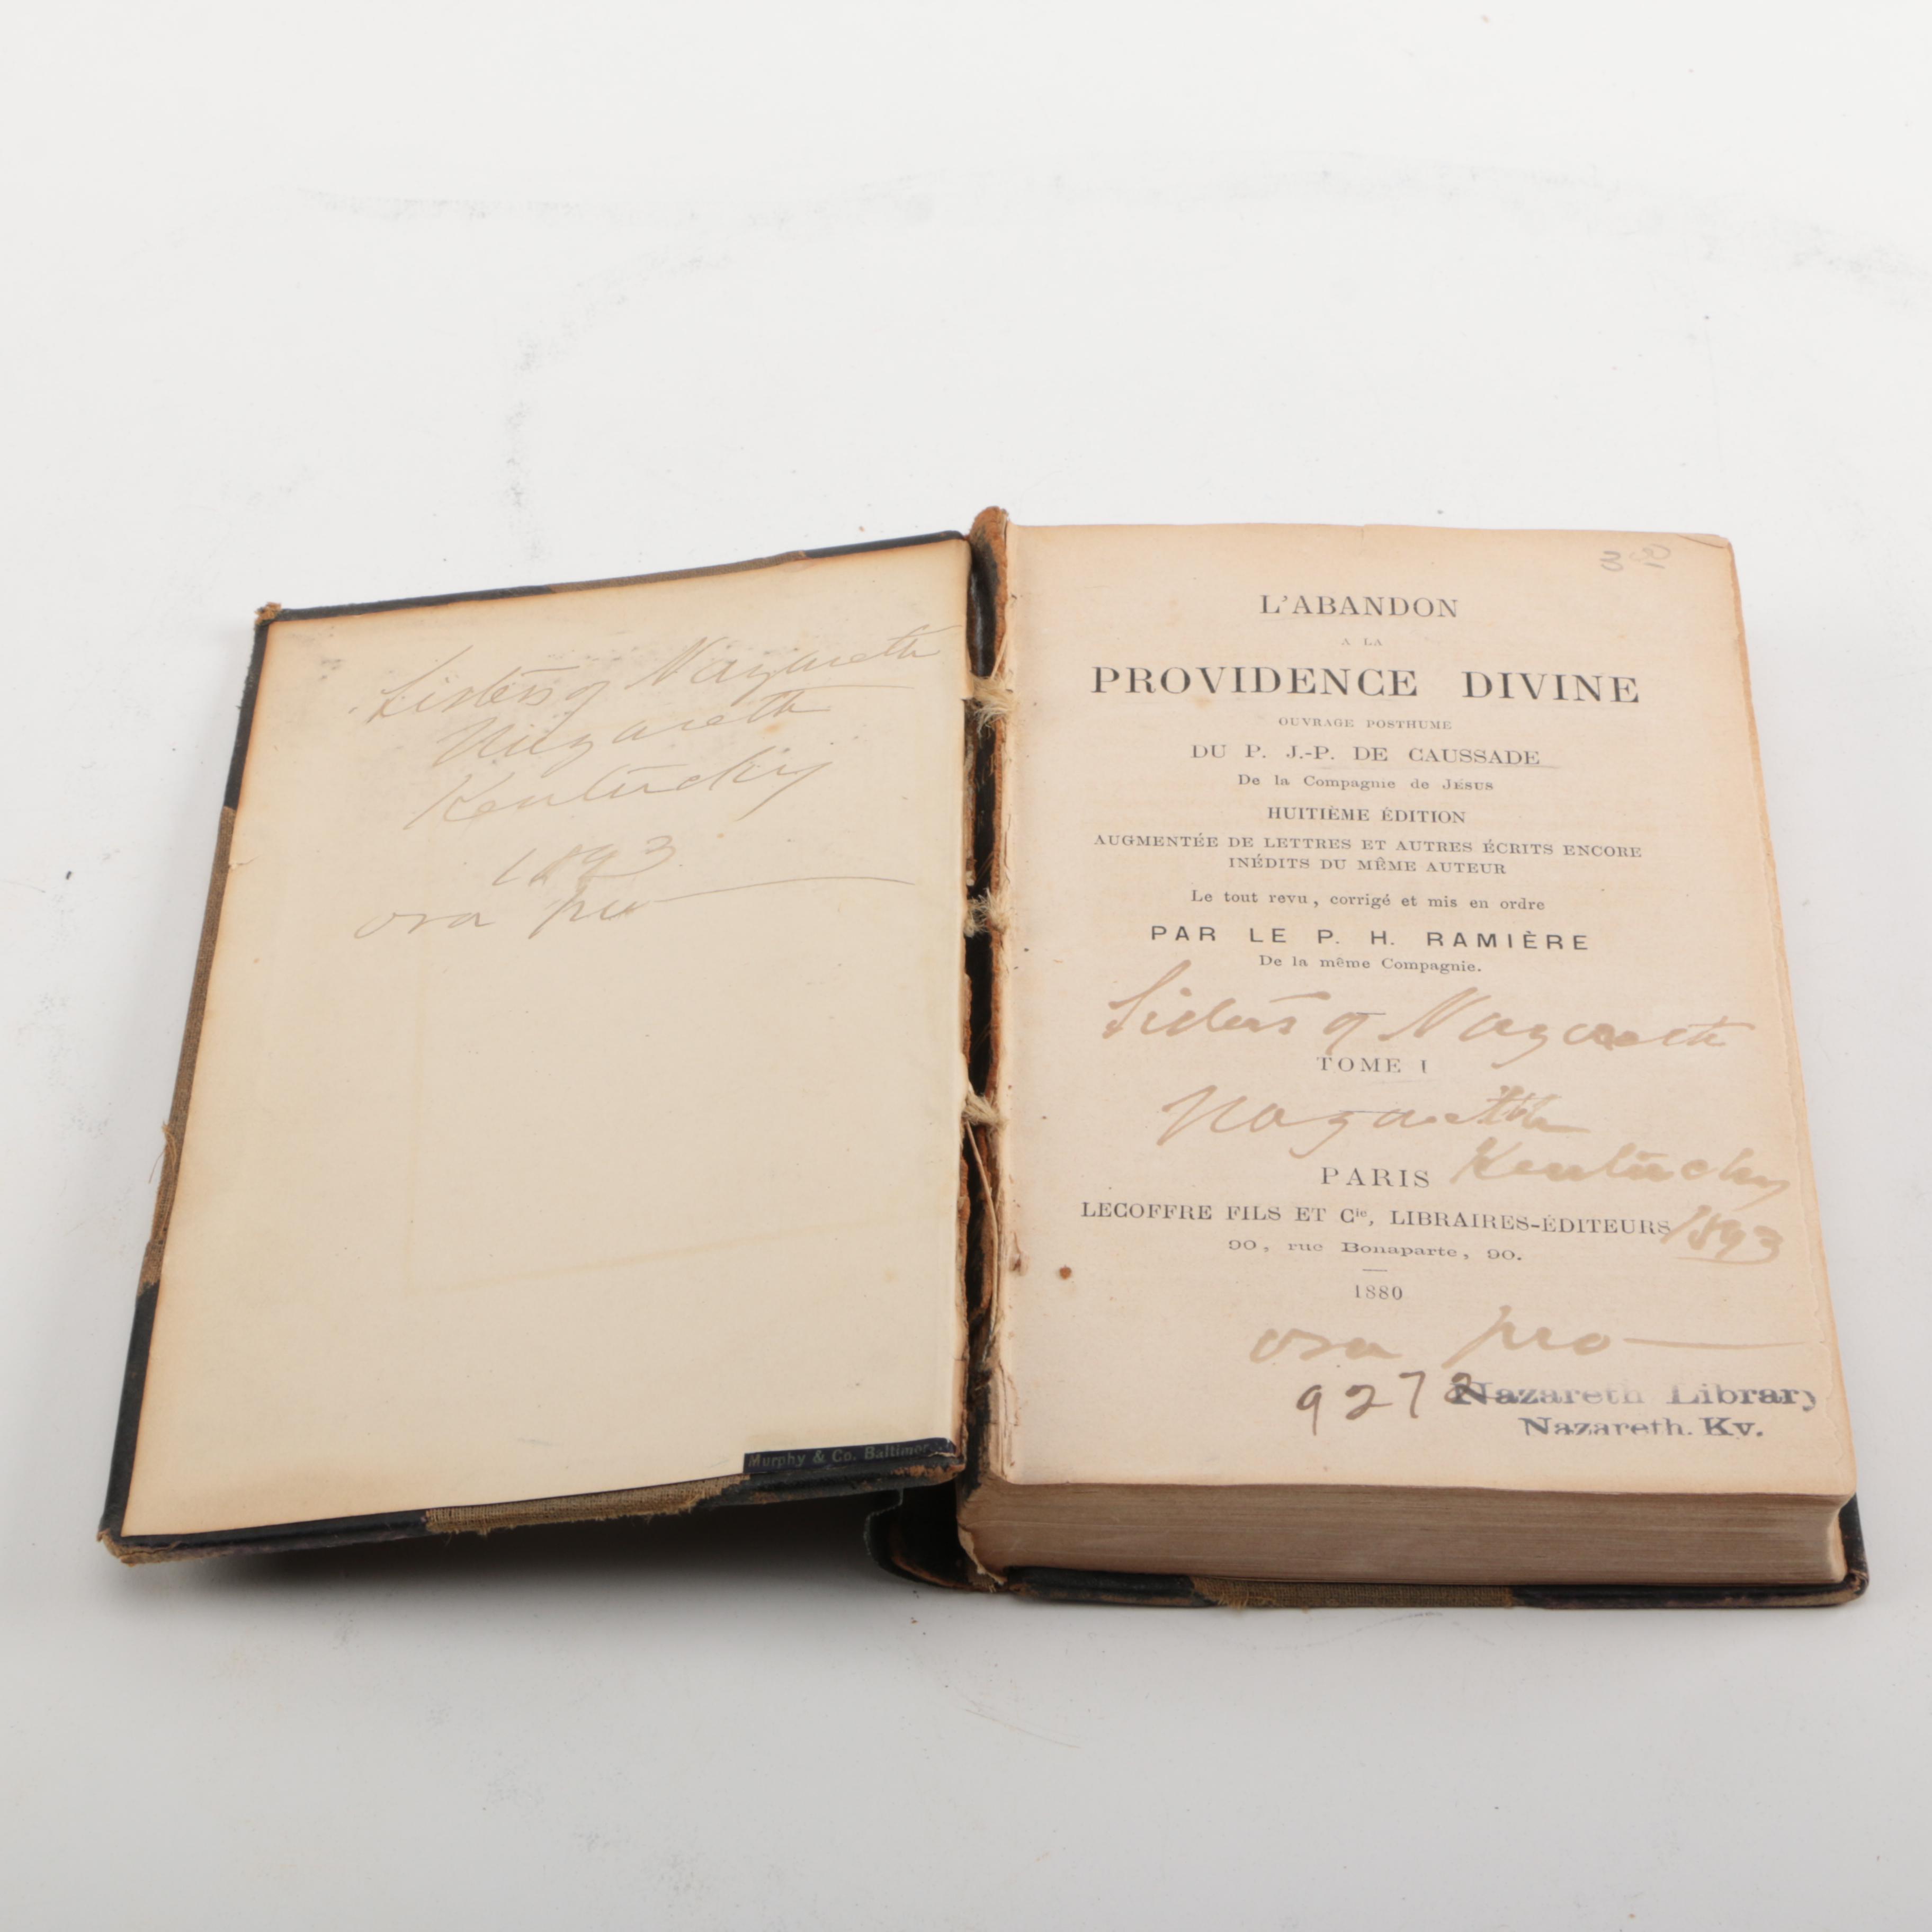 Sisters of Nazareth
Nazareth
Kentucky
1893
ora pro
Murphy & Co. Baltimore
L'ABANDON
A LA
PROVIDENCE DIVINE
OUVRAGE POSTHUME
DU P. J.-P. DE CAUSSADE
De la Compagnie de JÉSUS
HUITIÈME ÉDITION
AUGMENTÉE DE LETTRES ET AUTRES ÉCRITS ENCORE
INÉDITS DU MÊME AUTEUR
Le tout revu, corrigé et mis en ordre
PAR LE P. H. RAMIÈRE
De la même Compagnie.
Sisters of Nazareth
TOME I
Nazareth
Kentucky
PARIS
LECOFFRE FILS ET Cie, LIBRAIRES-ÉDITEURS
1893
90, rue Bonaparte, 90.
1880
ora pro
9272
Nazareth Library
Nazareth. Ky.